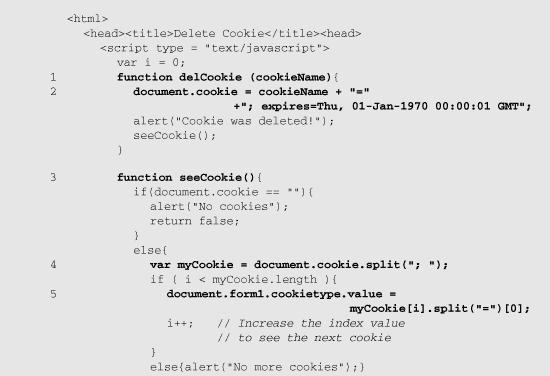 <html>
<head><title>Delete Cookie</title><head>
<script type = "text/javascript">
var i = 0;
1 function delCookie (cookieName){
2 document.cookie = cookieName + "="
+"; expires=Thu, 01-Jan-1970 00:00:01 GMT";
alert("Cookie was deleted!");
seeCookie();
}
3 function seeCookie(){
if(document.cookie == ""){
alert("No cookies");
return false;
}
else{
4 var myCookie = document.cookie.split("; ");
if ( i < myCookie.length ){
5 document.form1.cookietype.value =
myCookie[i].split("=")[0];
i++; // Increase the index value
// to see the next cookie
}
else{alert("No more cookies");}